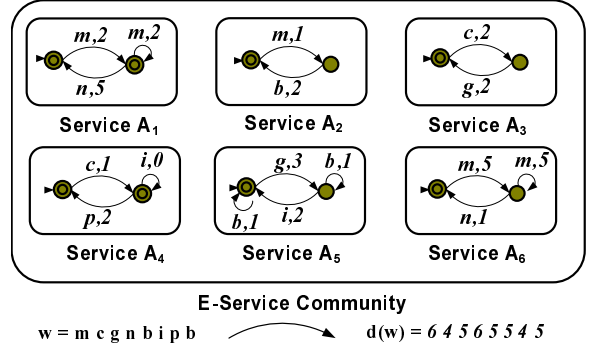 m,2 m,2 m,1 c,2
n,5 b,2 g,2
Service A1 Service A2 Service A3
c,1 i,0 g,3 b,1 m,5 m,5
p,2 b,1 i,2 n,1
Service A4 Service A5 Service A6
E-Service Community
w = m c g n b i p b d(w) = 6 4 5 6 5 5 4 5